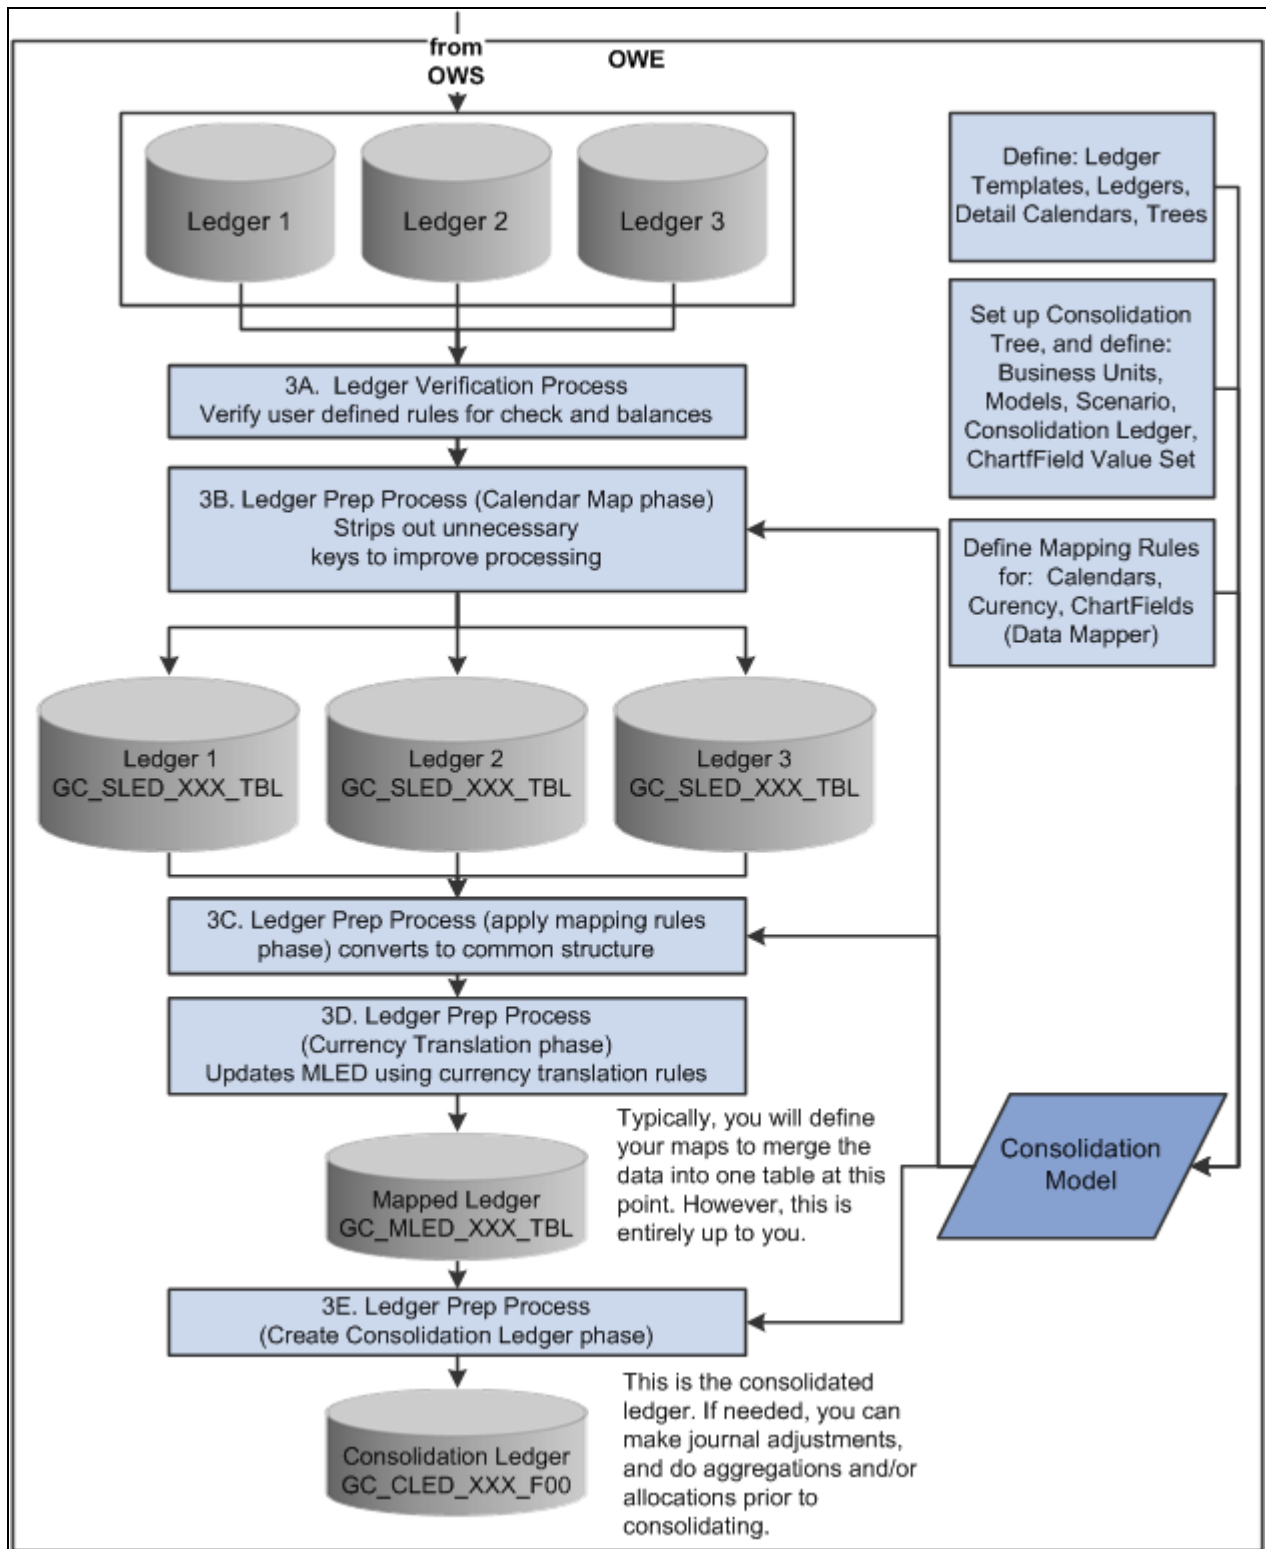 from
OWS
OWE
Ledger 1
Ledger 2
Ledger 3
Define: Ledger
Templates, Ledgers,
Detail Calendars, Trees
Set up Consolidation
Tree, and define:
Business Units,
Models, Scenario,
Consolidation Ledger,
ChartfField Value Set
3A. Ledger Verification Process
Verify user defined rules for check and balances
3B. Ledger Prep Process (Calendar Map phase)
Strips out unnecessary
keys to improve processing
Define Mapping Rules
for: Calendars,
Curency, ChartFields
(Data Mapper)
Ledger 1
GC_SLED_XXX_TBL
Ledger 2
GC_SLED_XXX_TBL
Ledger 3
GC_SLED_XXX_TBL
3C. Ledger Prep Process (apply mapping rules
phase) converts to common structure
3D. Ledger Prep Process
(Currency Translation phase)
Updates MLED using currency translation rules
Typically, you will define
your maps to merge the
data into one table at this
point. However, this is
entirely up to you.
Consolidation
Model
Mapped Ledger
GC_MLED_XXX_TBL
3E. Ledger Prep Process
(Create Consolidation Ledger phase)
This is the consolidated
ledger. If needed, you can
make journal adjustments,
and do aggregations and/or
allocations prior to
consolidating.
Consolidation Ledger
GC_CLED_XXX_F00